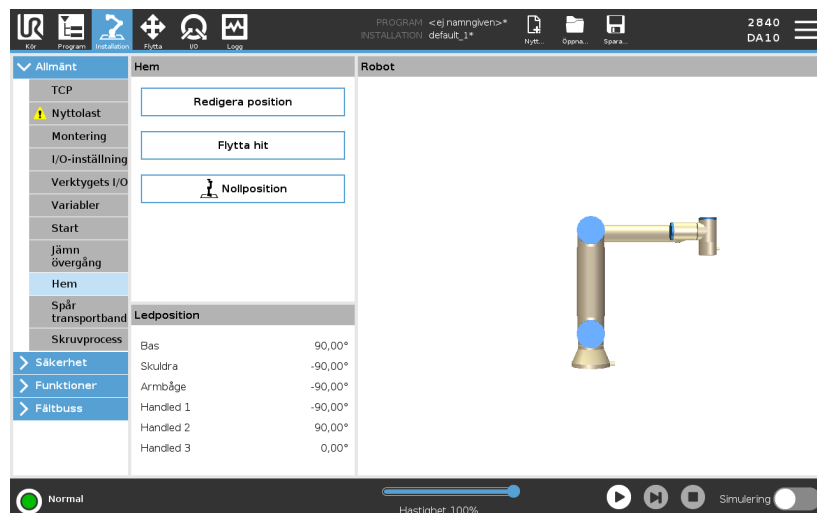 UR
PROGRAM <ej namngiven>*
INSTALLATION default_1*
2840
DA10
Kör Program Installation Flytta I/O Logg Nytt... Öppna... Spara...
Allmänt
TCP
Nyttolast
Montering
I/O-inställning
Verktygets I/O
Variabler
Start
Jämn
övergång
Hem
Spår
transportband
Skruvprocess
Säkerhet
Funktioner
Fältbuss
Hem
Redigera position
Flytta hit
Nollposition
Ledposition
Bas 90,00°
Skuldra -90,00°
Armbåge -90,00°
Handled 1 -90,00°
Handled 2 90,00°
Handled 3 0,00°
Robot
Normal
Hastighet 100%
Simulering